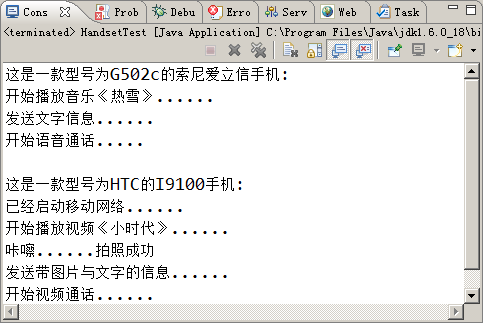 Cons Prob Debu Erro Serv Web Task
<terminated> HandsetTest [Java Application] C:\Program Files\Java\jdk1.6.0_18\bi
这是一款型号为G502c的索尼爱立信手机:
开始播放音乐《热雪》......
发送文字信息......
开始语音通话.....
这是一款型号为HTC的I9100手机:
已经启动移动网络......
开始播放视频《小时代》......
咔嚓......拍照成功
发送带图片与文字的信息......
开始视频通话......